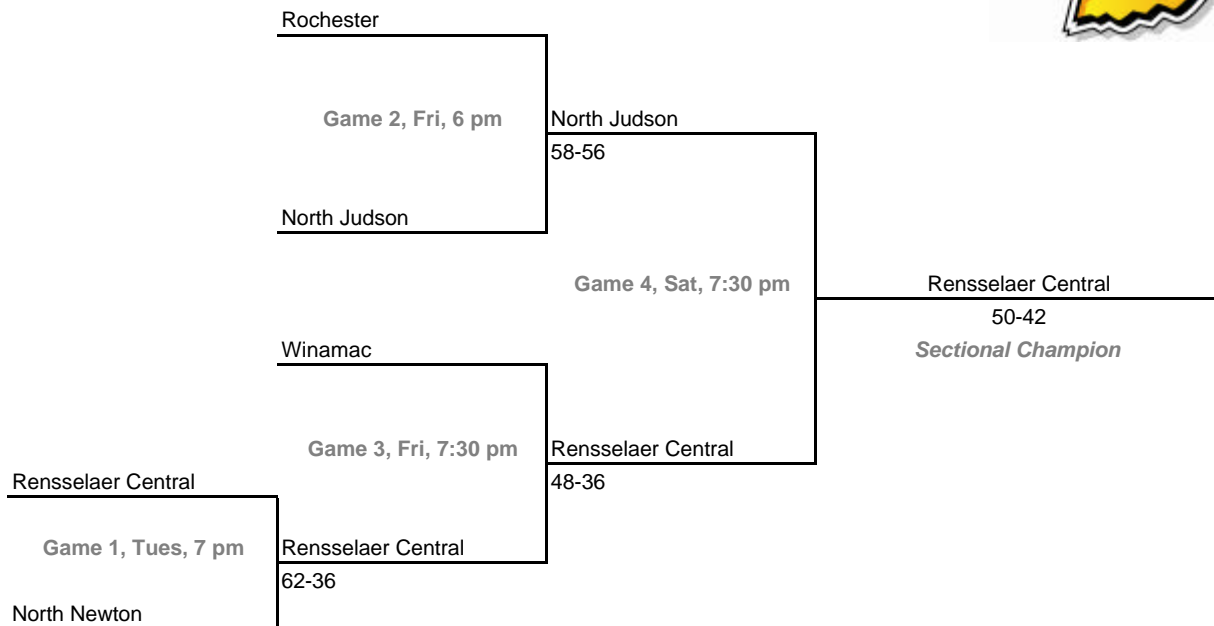 Rochester
Game 2, Fri, 6 pm
North Judson
58-56
North Judson
Game 4, Sat, 7:30 pm
Rensselaer Central
50-42
Sectional Champion
Winamac
Game 3, Fri, 7:30 pm
Rensselaer Central
48-36
Rensselaer Central
Game 1, Tues, 7 pm
Rensselaer Central
62-36
North Newton